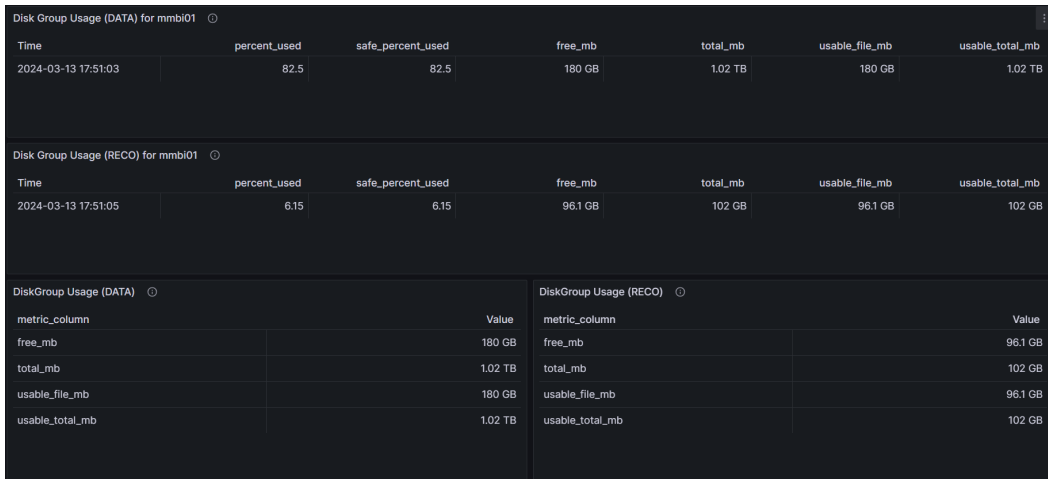 Disk Group Usage (DATA) for mmbi01
Time percent_used safe_percent_used free_mb total_mb usable_file_mb usable_total_mb
2024-03-13 17:51:03 82.5 82.5 180 GB 1.02 TB 180 GB 1.02 TB
Disk Group Usage (RECO) for mmbi01
Time percent_used safe_percent_used free_mb total_mb usable_file_mb usable_total_mb
2024-03-13 17:51:05 6.15 6.15 96.1 GB 102 GB 96.1 GB 102 GB
DiskGroup Usage (DATA)
metric_column Value
free_mb 180 GB
total_mb 1.02 TB
usable_file_mb 180 GB
usable_total_mb 1.02 TB
DiskGroup Usage (RECO)
metric_column Value
free_mb 96.1 GB
total_mb 102 GB
usable_file_mb 96.1 GB
usable_total_mb 102 GB